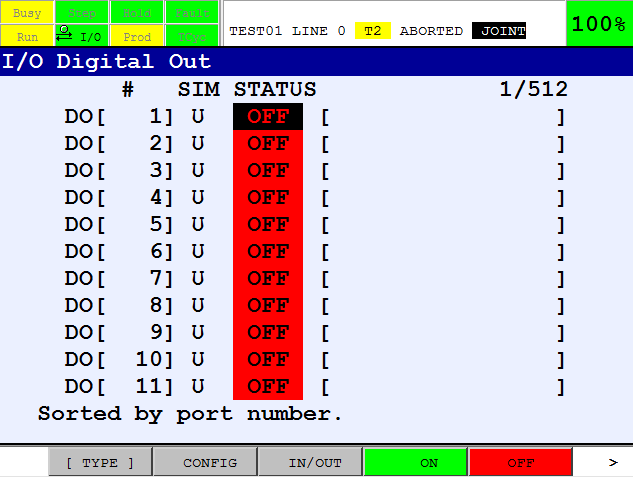 Busy Step Hold Fault
Run I/O Prod TCyc
TEST01 LINE 0 T2 ABORTED JOINT
100%
I/O Digital Out
# SIM STATUS 1/512
DO[ 1] U OFF [ ]
DO[ 2] U OFF [ ]
DO[ 3] U OFF [ ]
DO[ 4] U OFF [ ]
DO[ 5] U OFF [ ]
DO[ 6] U OFF [ ]
DO[ 7] U OFF [ ]
DO[ 8] U OFF [ ]
DO[ 9] U OFF [ ]
DO[ 10] U OFF [ ]
DO[ 11] U OFF [ ]
Sorted by port number.
[ TYPE ] CONFIG IN/OUT ON OFF >